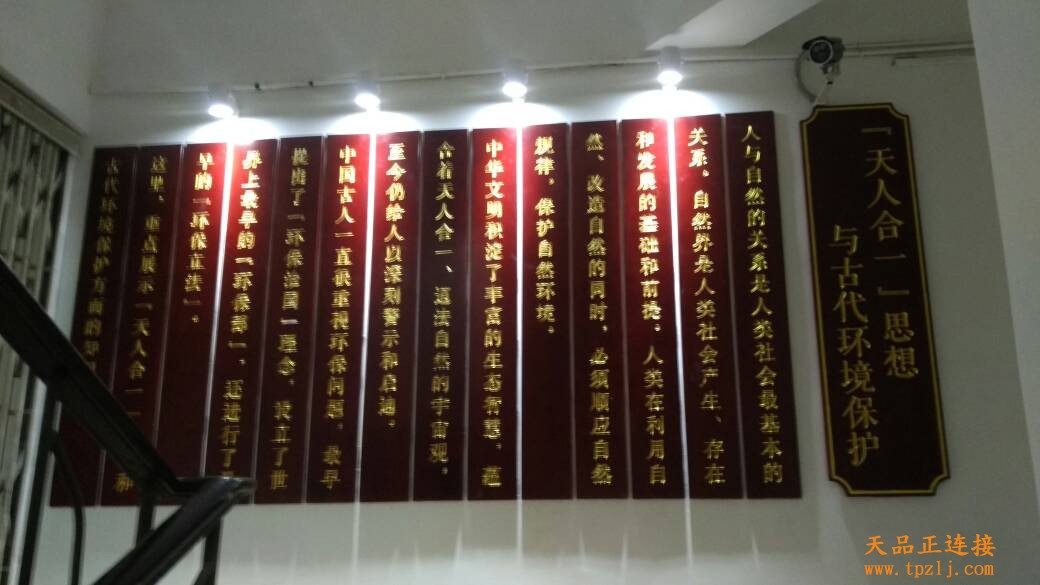 「天人合一」思想
与古代环境保护
人与自然的关系是人类社会最基本的
关系。自然界是人类社会产生、存在
和发展的基础和前提。人类在利用自
然、改造自然的同时，必须顺应自然
规律，保护自然环境。
中华文明积淀了丰富的生态智慧，蕴
含着天人合一、道法自然的宇宙观。
至今仍给人以深刻警示和启迪。
中国古人一直很重视环保问题，最早
提出了「环保治国」理念，设立了世
界上最早的「环保部」，还进行了
早的「环保立法」。
这里，重点展示「天人合一」和
古代环境保护方面的知
天品正连接
www.tpzlj.com